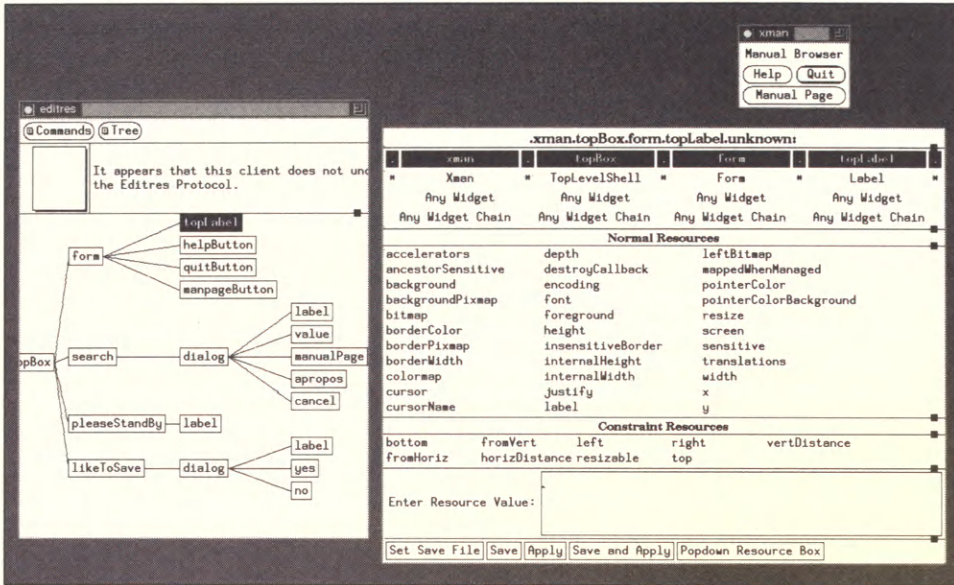 xman
Manual Browser
Help Quit
Manual Page
editres
Commands Tree
It appears that this client does not und
the Editres Protocol.
topLabel
helpButton
form
quitButton
manpageButton
label
value
search dialog manualPage
opBox
apropos
cancel
pleaseStandBy label
label
likeToSave dialog yes
no
.xman.topBox.form.topLabel.unknown:
. xman . topBox . form . topLabel .
* Xman * TopLevelShell * Form * Label *
Any Widget Any Widget Any Widget Any Widget
Any Widget Chain Any Widget Chain Any Widget Chain Any Widget Chain
Normal Resources
accelerators depth leftBitmap
ancestorSensitive destroyCallback mappedWhenManaged
background encoding pointerColor
backgroundPixmap font pointerColorBackground
bitmap foreground resize
borderColor height screen
borderPixmap insensitiveBorder sensitive
borderWidth internalHeight translations
colormap internalWidth width
cursor justify x
cursorName label y
Constraint Resources
bottom fromVert left right vertDistance
fromHoriz horizDistance resizable top
Enter Resource Value:
Set Save File Save Apply Save and Apply Popdown Resource Box